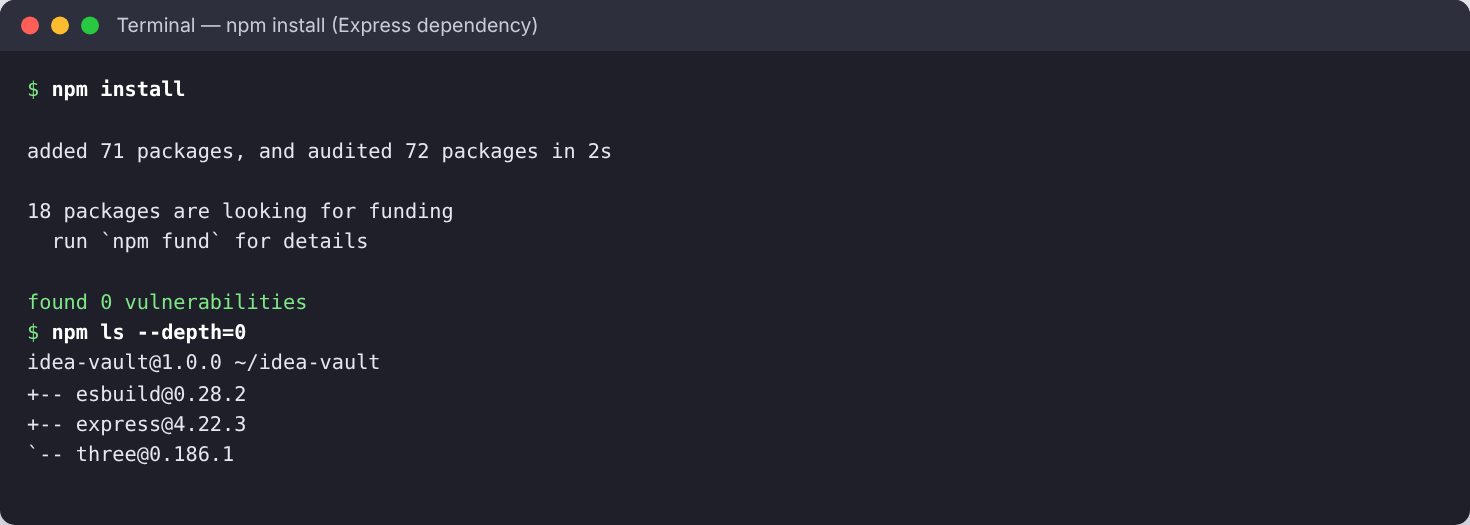 Terminal — npm install (Express dependency)
$ npm install
added 71 packages, and audited 72 packages in 2s
18 packages are looking for funding
  run `npm fund` for details
found 0 vulnerabilities
$ npm ls --depth=0
idea-vault@1.0.0 ~/idea-vault
+-- esbuild@0.28.2
+-- express@4.22.3
`-- three@0.186.1